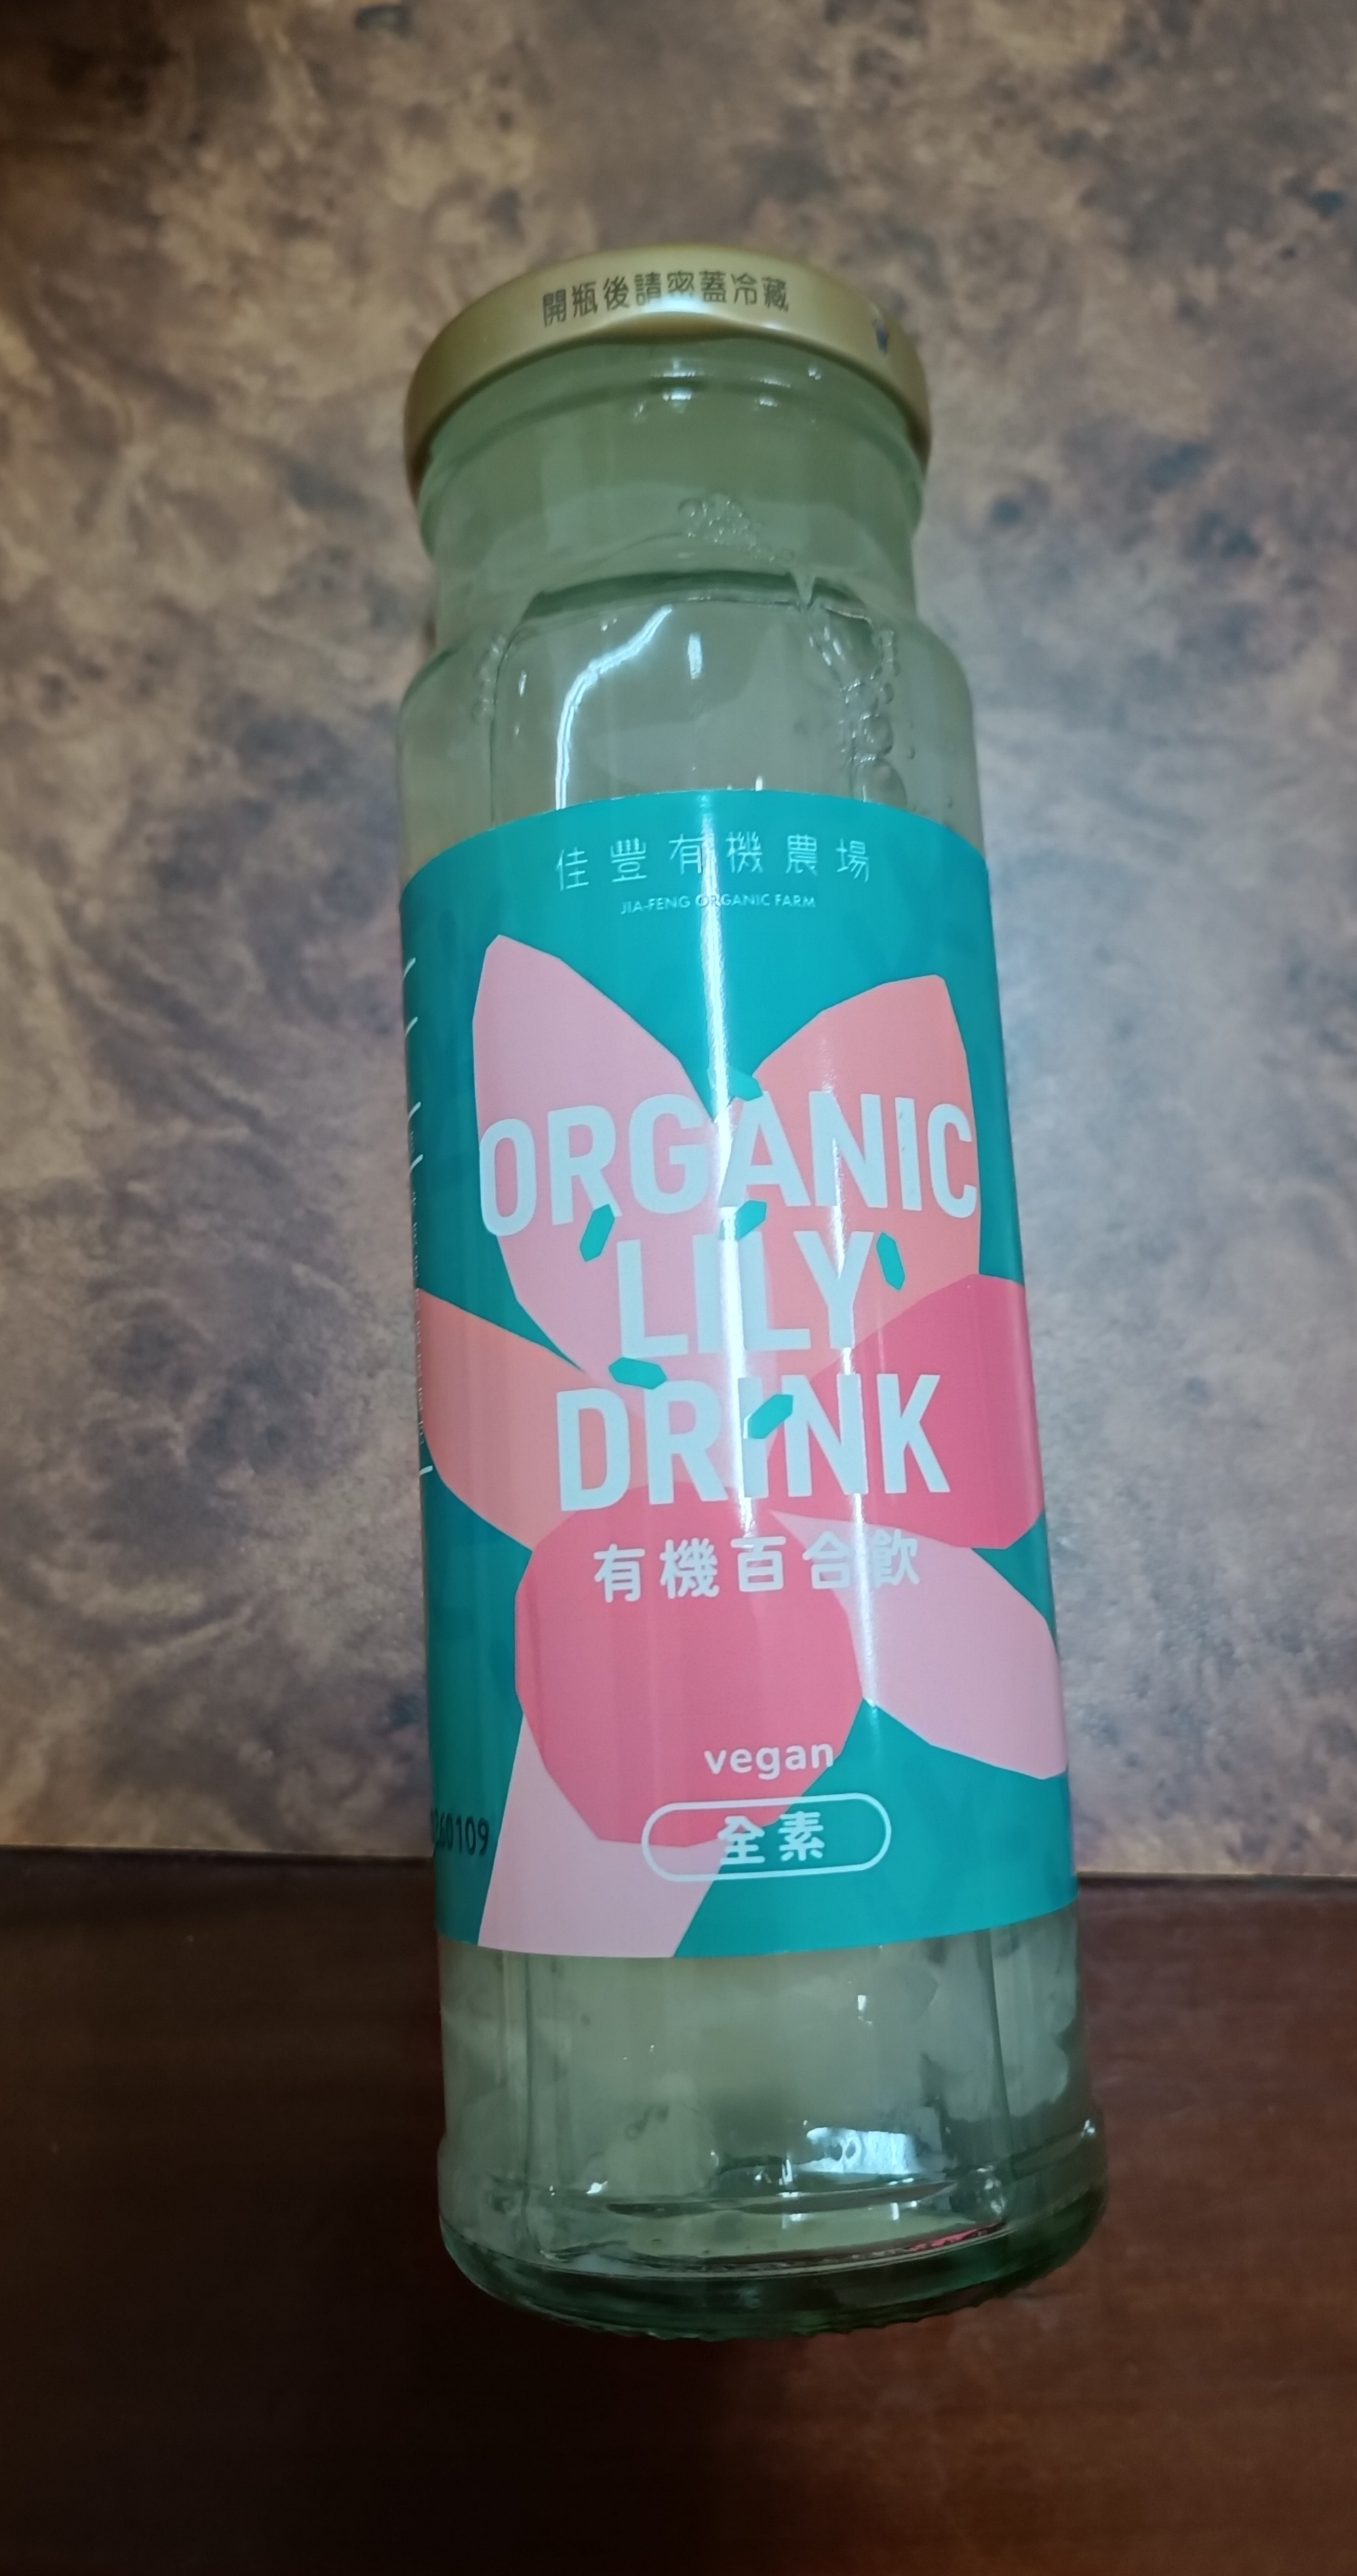 開瓶後請密蓋冷藏
佳豐有機農場
JIA-FENG ORGANIC FARM
ORGANIC
LILY
DRINK
有機百合飲
vegan
全素
260109